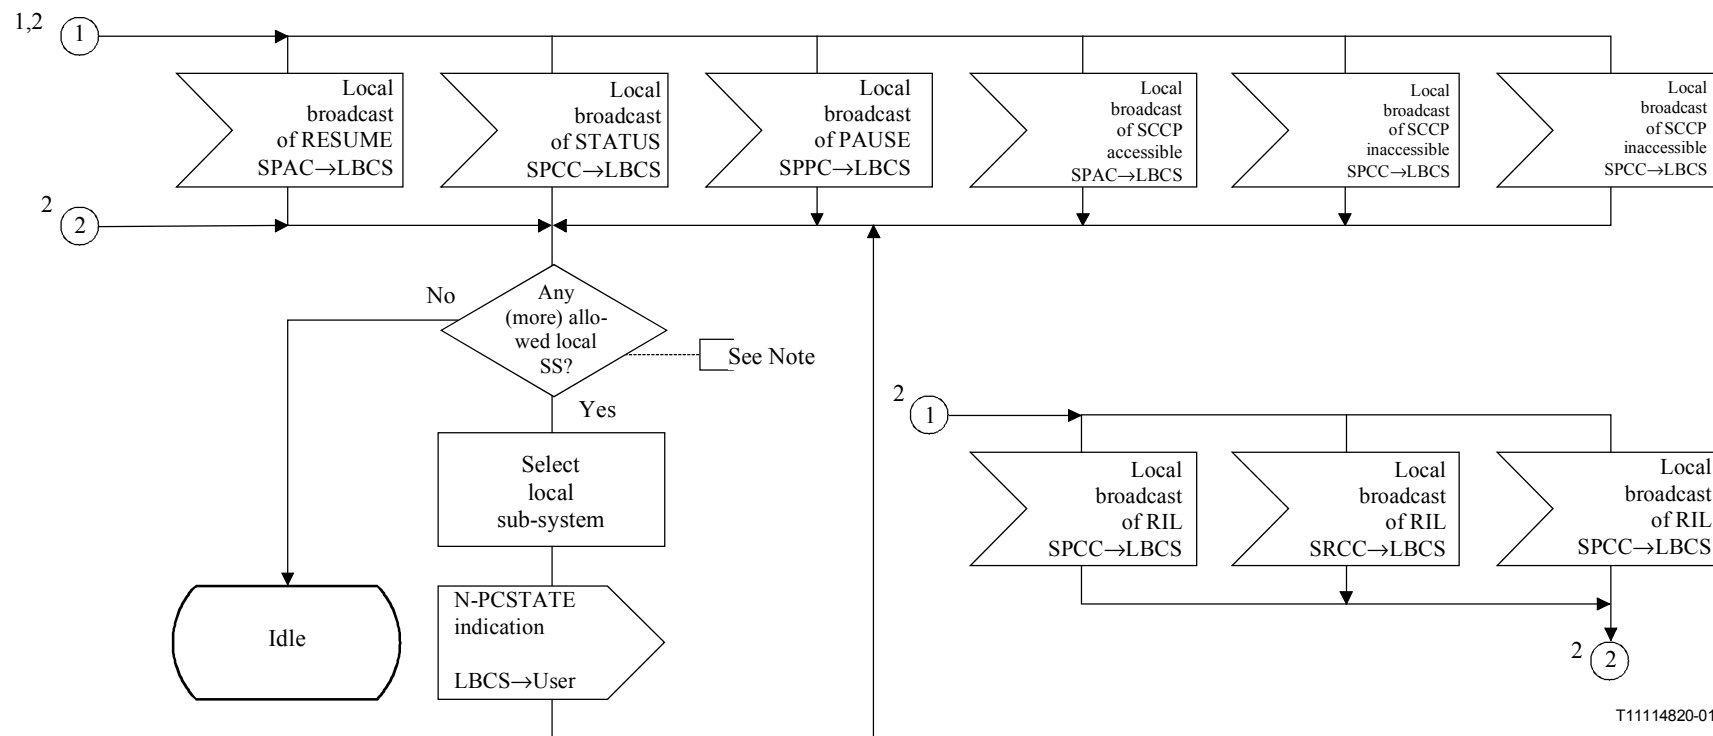 1,2
1
Local
broadcast
of RESUME
SPAC→LBCS
Local
broadcast
of STATUS
SPCC→LBCS
Local
broadcast
of PAUSE
SPPC→LBCS
Local
broadcast
of SCCP
accessible
SPAC→LBCS
Local
broadcast
of SCCP
inaccessible
SPCC→LBCS
Local
broadcast
of SCCP
inaccessible
SPCC→LBCS
2
2
No
Any
(more) allo-
wed local
SS?
See Note
Yes
Select
local
sub-system
Idle
N-PCSTATE
indication
LBCS→User
2
1
Local
broadcast
of RIL
SPCC→LBCS
Local
broadcast
of RIL
SRCC→LBCS
Local
broadcast
of RIL
SPCC→LBCS
2
2
T11114820-01